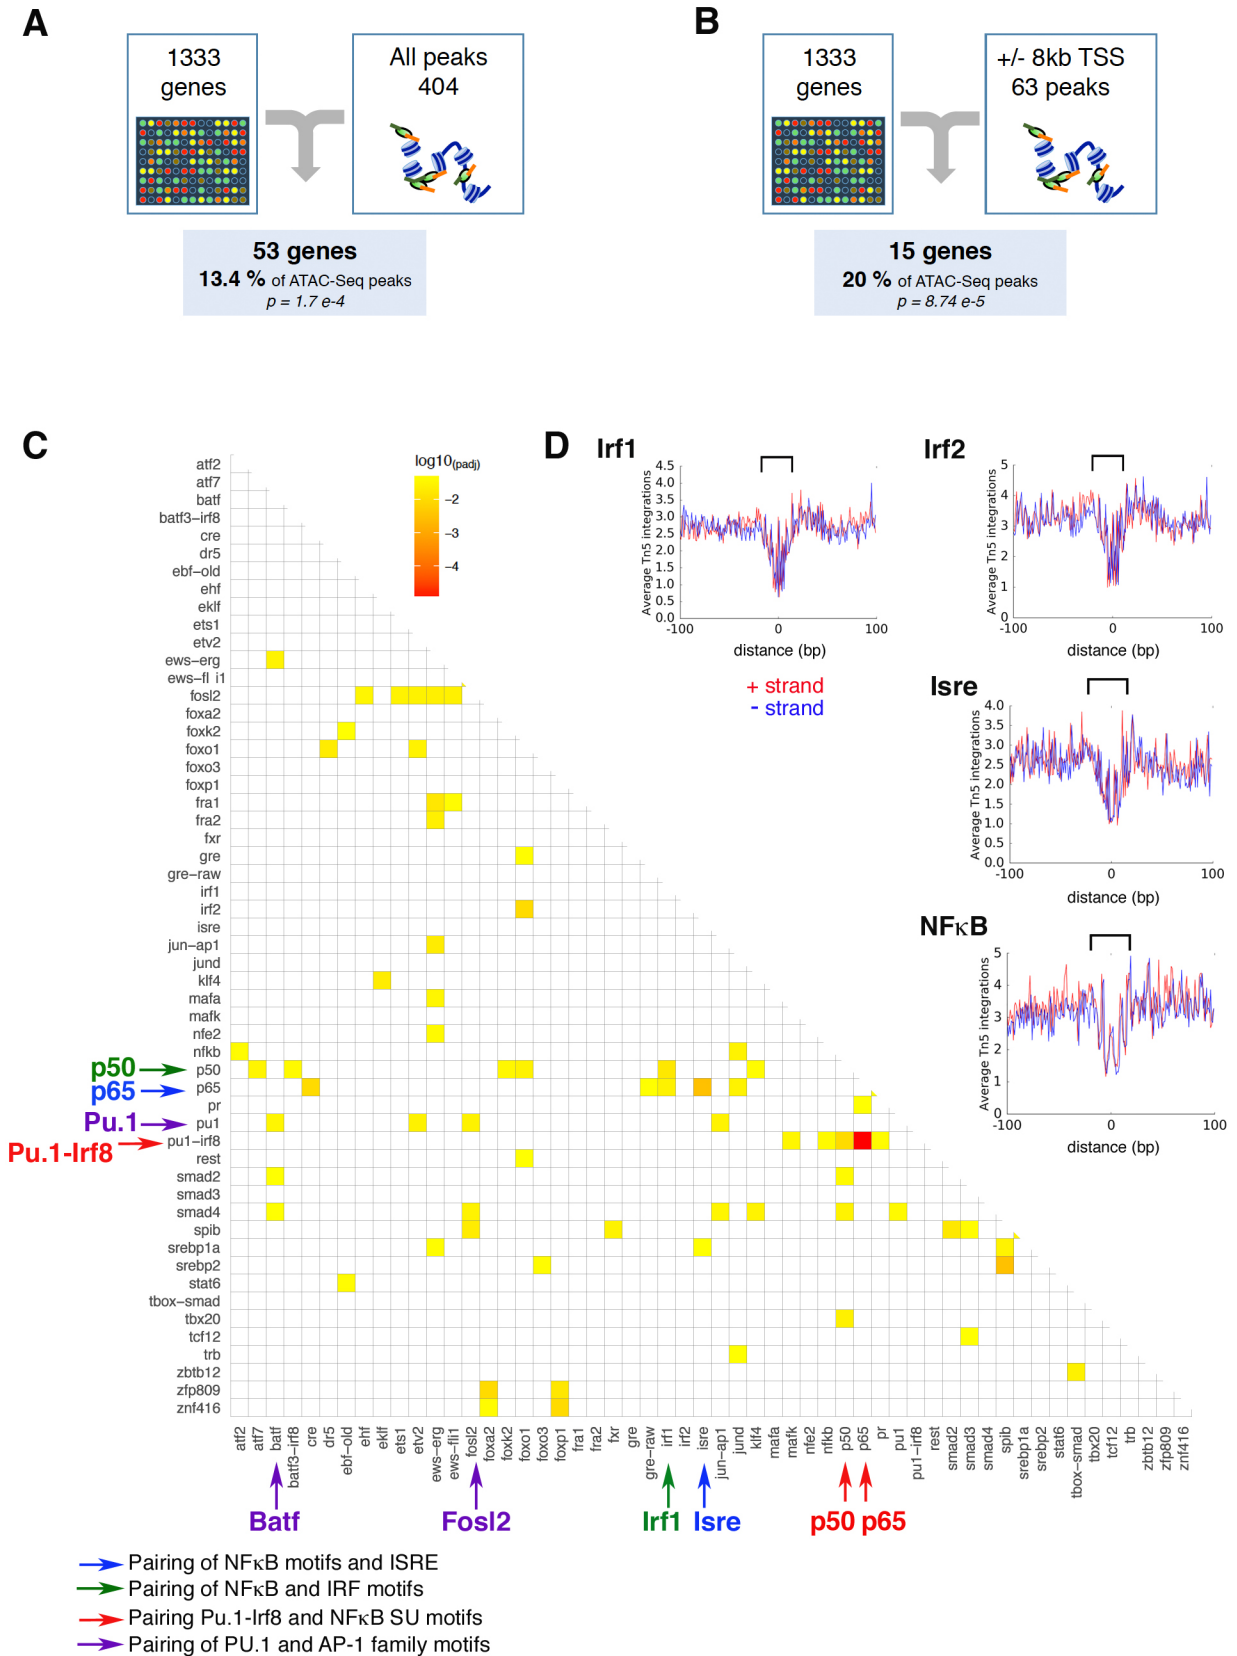 A
1333
genes
All peaks
404
53 genes
13.4 % of ATAC-Seq peaks
p = 1.7 e-4
B
1333
genes
+/- 8kb TSS
63 peaks
15 genes
20 % of ATAC-Seq peaks
p = 8.74 e-5
C
log10(padj)
-2
-3
-4
atf2
atf7
batf
batf3-irf8
cre
dr5
ebf-old
ehf
eklf
ets1
etv2
ews-erg
ews-fl i1
fosl2
foxa2
foxk2
foxo1
foxo3
foxp1
fra1
fra2
fxr
gre
gre-raw
irf1
irf2
isre
jun-ap1
jund
klf4
mafa
mafk
nfe2
nfkb
p50
p65
pr
pu1
pu1-irf8
rest
smad2
smad3
smad4
spib
srebp1a
srebp2
stat6
tbox-smad
tbx20
tcf12
trb
zbtb12
zfp809
znf416
p50
p65
Pu.1
Pu.1-Irf8
atf2 atf7 batf batf3-irf8 cre dr5 ebf-old ehf eklf ets1 etv2 ews-erg ews-fli1 fosl2 foxa2 foxk2 foxo1 foxo3 foxp1 fra1 fra2 fxr gre gre-raw irf1 irf2 isre jun-ap1 jund klf4 mafa mafk nfe2 nfkb p50 p65 pr pu1 pu1-irf8 rest smad2 smad3 smad4 spib srebp1a srebp2 stat6 tbox-smad tbx20 tcf12 trb zbtb12 zfp809 znf416
Batf Fosl2 Irf1 Isre p50 p65
Pairing of NFκB motifs and ISRE
Pairing of NFκB and IRF motifs
Pairing Pu.1-Irf8 and NFκB SU motifs
Pairing of PU.1 and AP-1 family motifs
D
Irf1
Average Tn5 integrations
4.5
4.0
3.5
3.0
2.5
2.0
1.5
1.0
0.5
0.0
-100 0 100
distance (bp)
+ strand
- strand
Irf2
Average Tn5 integrations
5
4
3
2
1
0
-100 0 100
distance (bp)
Isre
Average Tn5 integrations
4.0
3.5
3.0
2.5
2.0
1.5
1.0
0.5
0.0
-100 0 100
distance (bp)
NFκB
Average Tn5 integrations
5
4
3
2
1
0
-100 0 100
distance (bp)